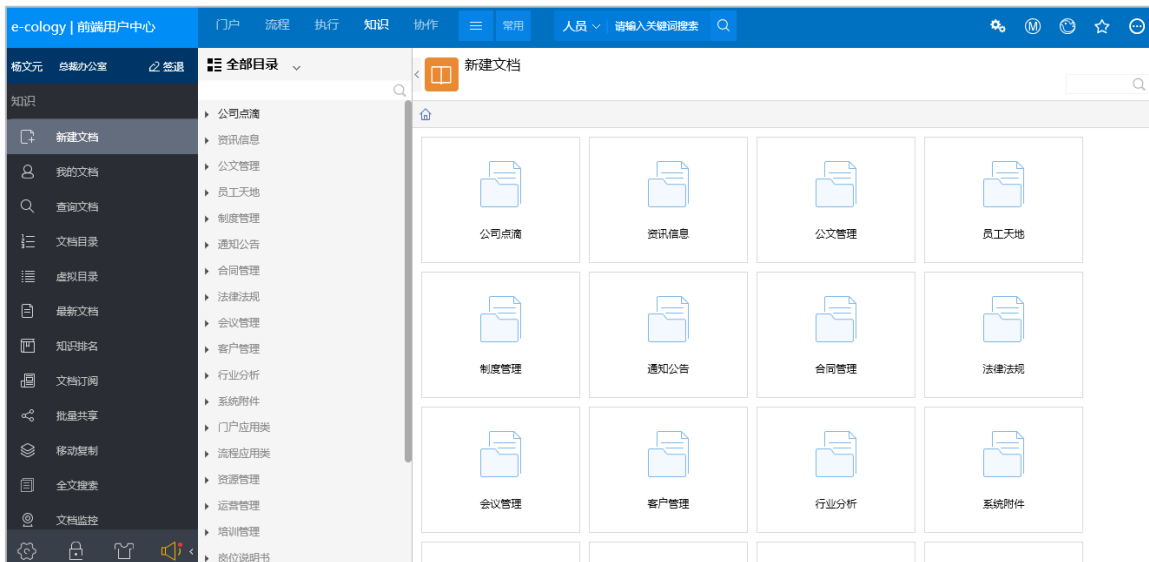 e-cology | 前端用户中心
门户 流程 执行 知识 协作 常用 人员 请输入关键词搜索 M
杨文元 总裁办公室 签退
知识
新建文档
我的文档
查询文档
文档目录
虚拟目录
最新文档
知识排名
文档订阅
批量共享
移动复制
全文搜索
文档监控
全部目录
公司点滴
资讯信息
公文管理
员工天地
制度管理
通知公告
合同管理
法律法规
会议管理
客户管理
行业分析
系统附件
门户应用类
流程应用类
资源管理
运营管理
培训管理
岗位说明书
新建文档
公司点滴 资讯信息 公文管理 员工天地
制度管理 通知公告 合同管理 法律法规
会议管理 客户管理 行业分析 系统附件